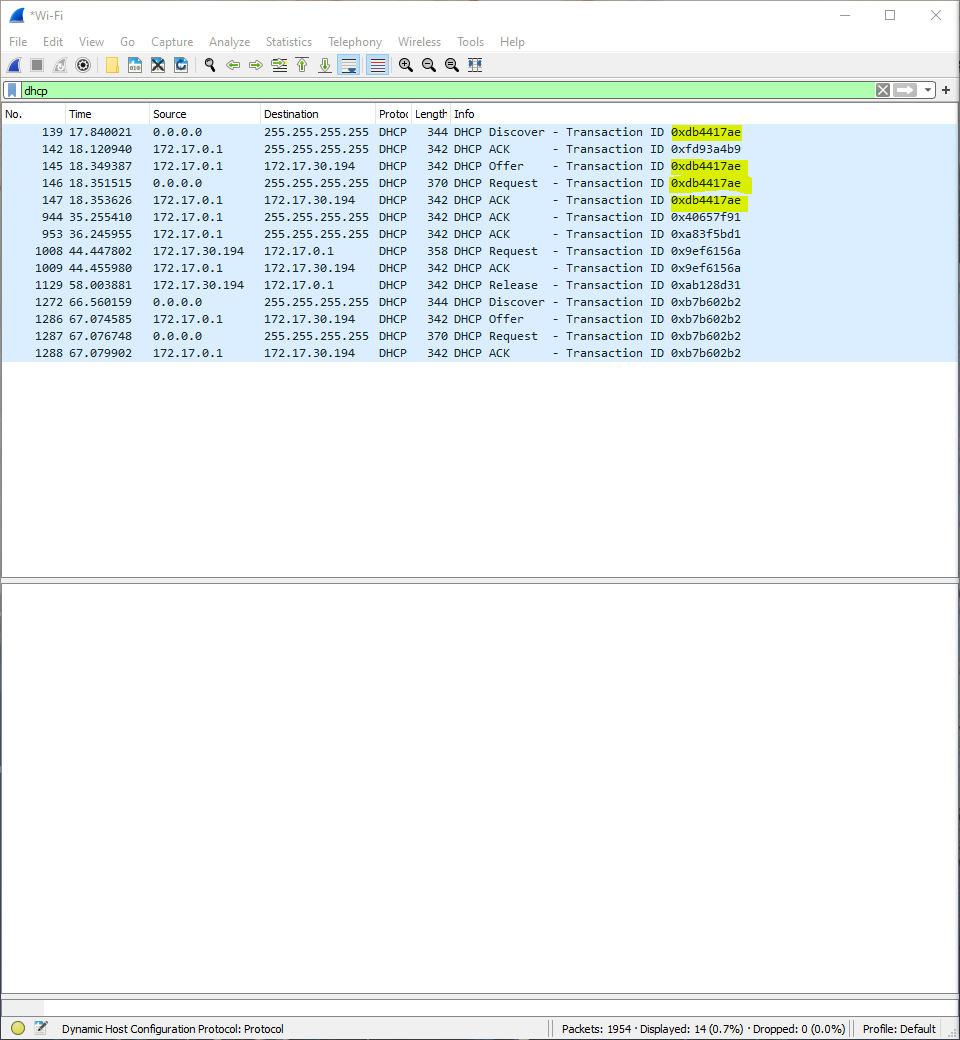 *Wi-Fi
File Edit View Go Capture Analyze Statistics Telephony Wireless Tools Help
dhcp
No. Time Source Destination Protoc Length Info
139 17.840021 0.0.0.0 255.255.255.255 DHCP 344 DHCP Discover - Transaction ID 0xdb4417ae
142 18.120940 172.17.0.1 255.255.255.255 DHCP 342 DHCP ACK - Transaction ID 0xfd93a4b9
145 18.349387 172.17.0.1 172.17.30.194 DHCP 342 DHCP Offer - Transaction ID 0xdb4417ae
146 18.351515 0.0.0.0 255.255.255.255 DHCP 370 DHCP Request - Transaction ID 0xdb4417ae
147 18.353626 172.17.0.1 172.17.30.194 DHCP 342 DHCP ACK - Transaction ID 0xdb4417ae
944 35.255410 172.17.0.1 255.255.255.255 DHCP 342 DHCP ACK - Transaction ID 0x40657f91
953 36.245955 172.17.0.1 255.255.255.255 DHCP 342 DHCP ACK - Transaction ID 0xa83f5bd1
1008 44.447802 172.17.30.194 172.17.0.1 DHCP 358 DHCP Request - Transaction ID 0x9ef6156a
1009 44.455980 172.17.0.1 172.17.30.194 DHCP 342 DHCP ACK - Transaction ID 0x9ef6156a
1129 58.003881 172.17.30.194 172.17.0.1 DHCP 342 DHCP Release - Transaction ID 0xab128d31
1272 66.560159 0.0.0.0 255.255.255.255 DHCP 344 DHCP Discover - Transaction ID 0xb7b602b2
1286 67.074585 172.17.0.1 172.17.30.194 DHCP 342 DHCP Offer - Transaction ID 0xb7b602b2
1287 67.076748 0.0.0.0 255.255.255.255 DHCP 370 DHCP Request - Transaction ID 0xb7b602b2
1288 67.079902 172.17.0.1 172.17.30.194 DHCP 342 DHCP ACK - Transaction ID 0xb7b602b2
Dynamic Host Configuration Protocol: Protocol Packets: 1954 · Displayed: 14 (0.7%) · Dropped: 0 (0.0%) Profile: Default